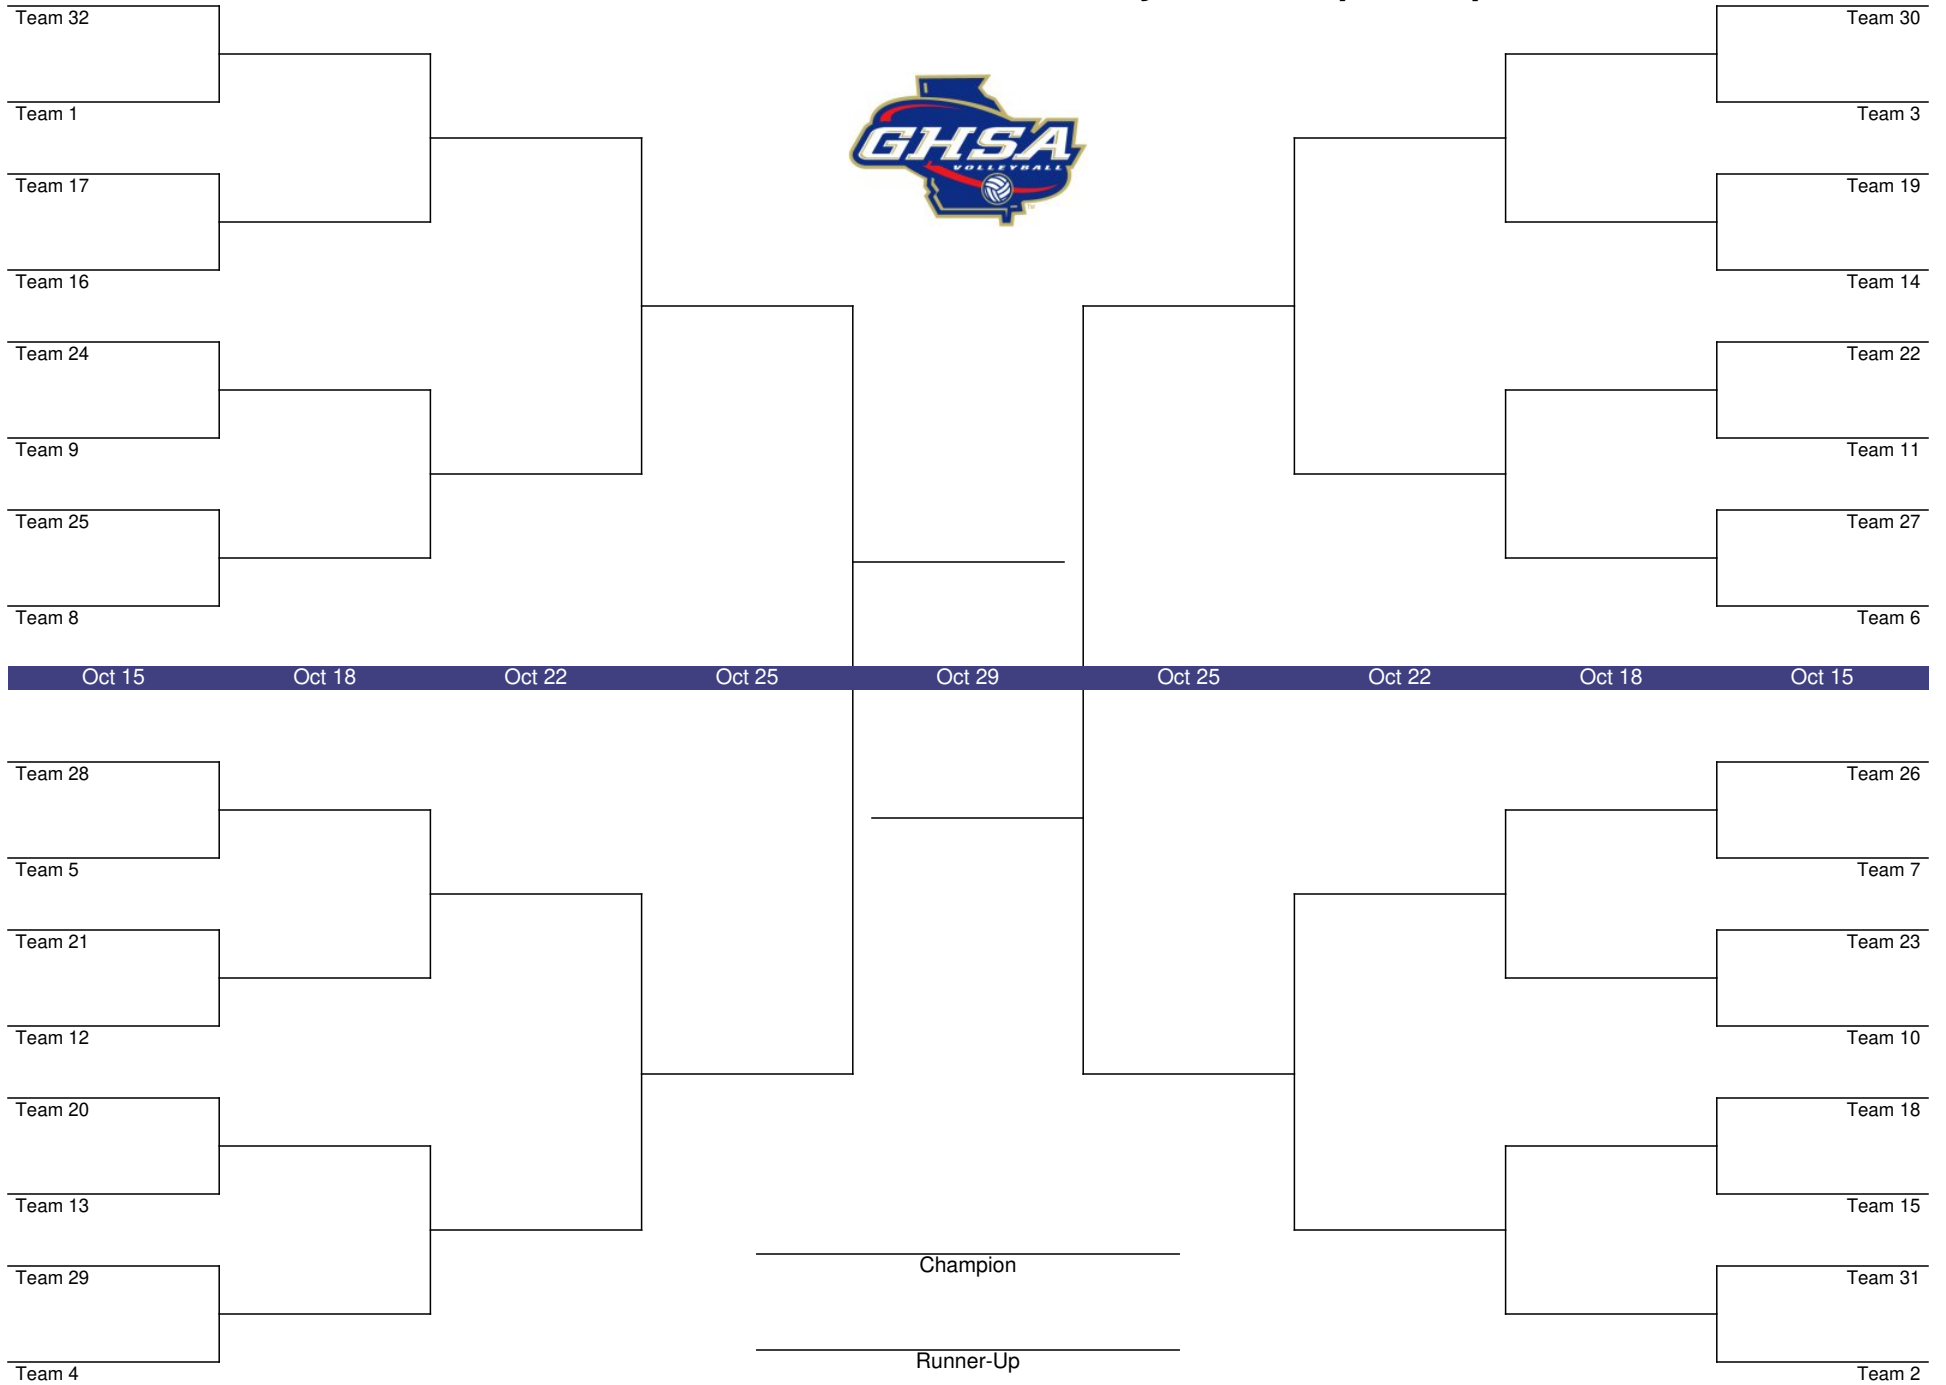 Team 32
Team 1
Team 17
Team 16
Team 24
Team 9
Team 25
Team 8
GHSA
VOLLEYBALL
Team 30
Team 3
Team 19
Team 14
Team 22
Team 11
Team 27
Team 6
Oct 15 Oct 18 Oct 22 Oct 25 Oct 29 Oct 25 Oct 22 Oct 18 Oct 15
Team 28
Team 5
Team 21
Team 12
Team 20
Team 13
Team 29
Team 4
Champion
Runner-Up
Team 26
Team 7
Team 23
Team 10
Team 18
Team 15
Team 31
Team 2